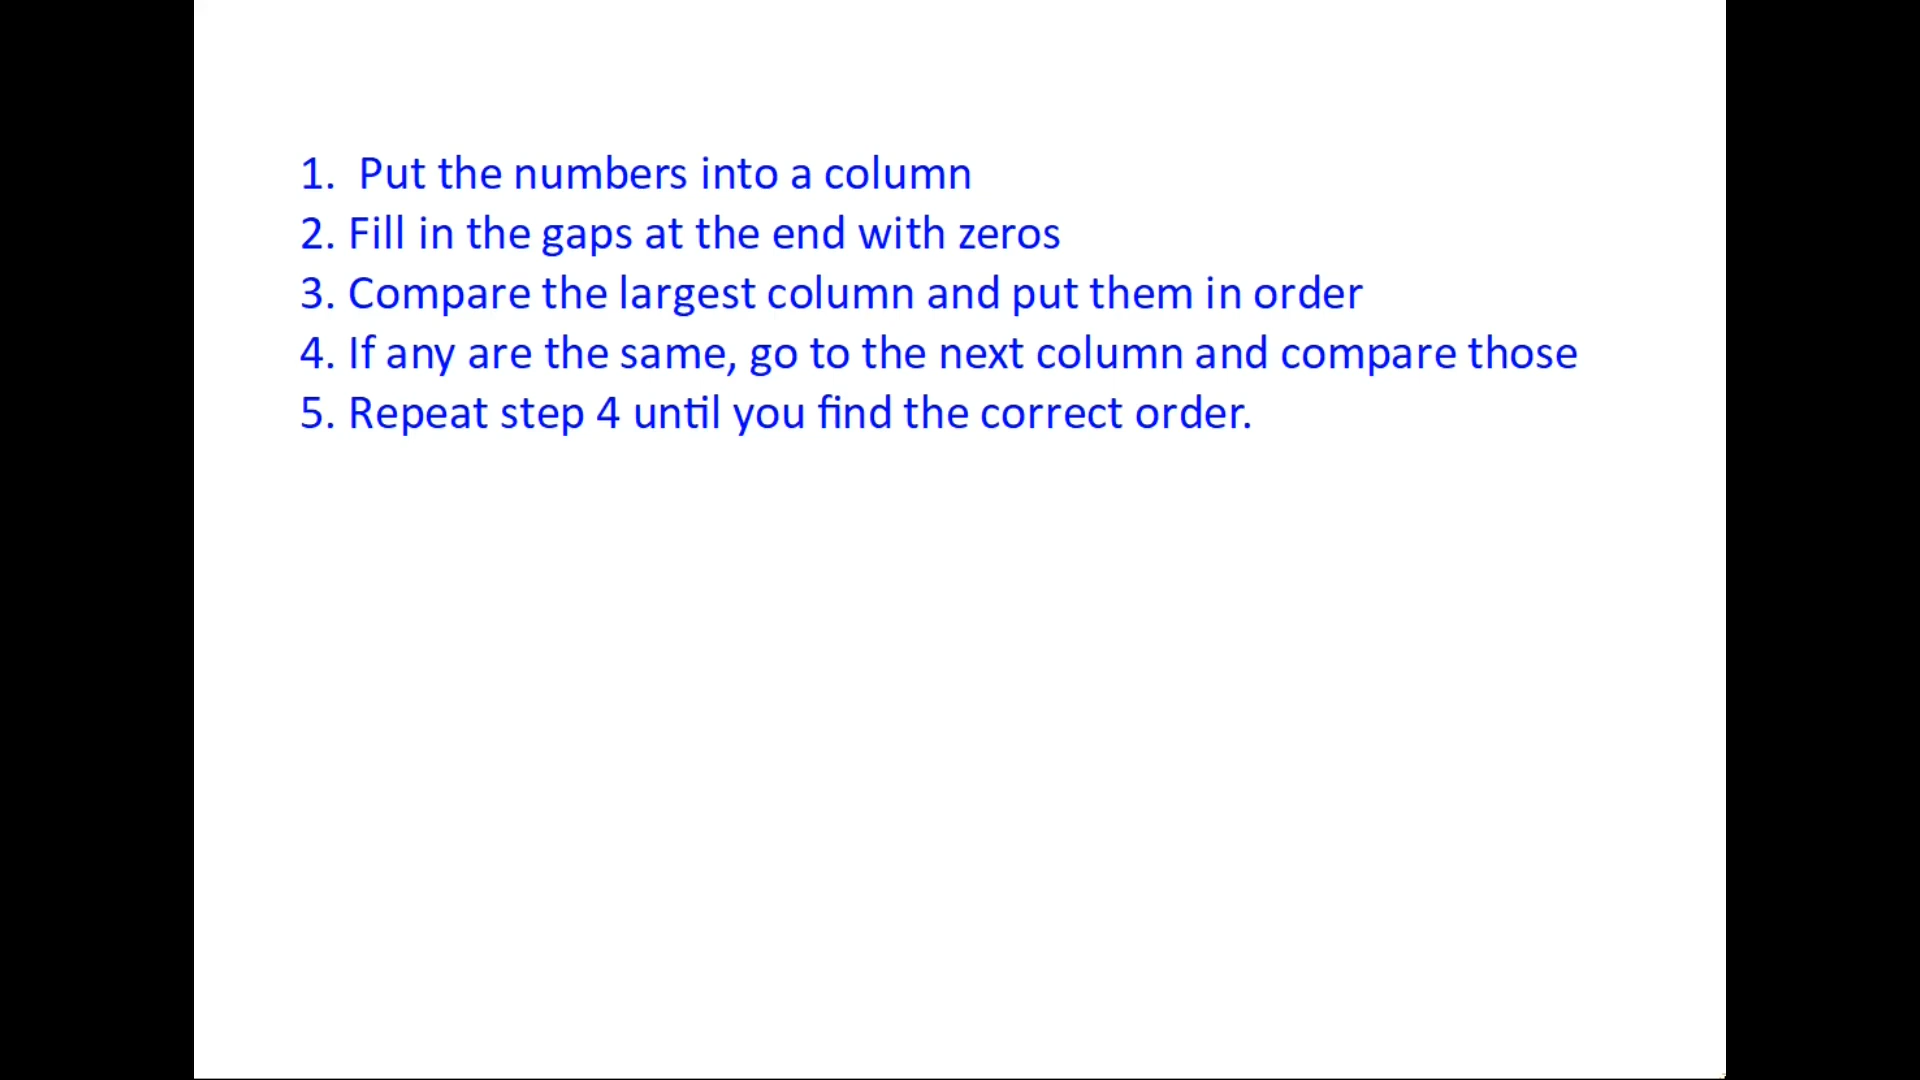 1.  Put the numbers into a column
2. Fill in the gaps at the end with zeros
3. Compare the largest column and put them in order
4. If any are the same, go to the next column and compare those
5. Repeat step 4 until you find the correct order.